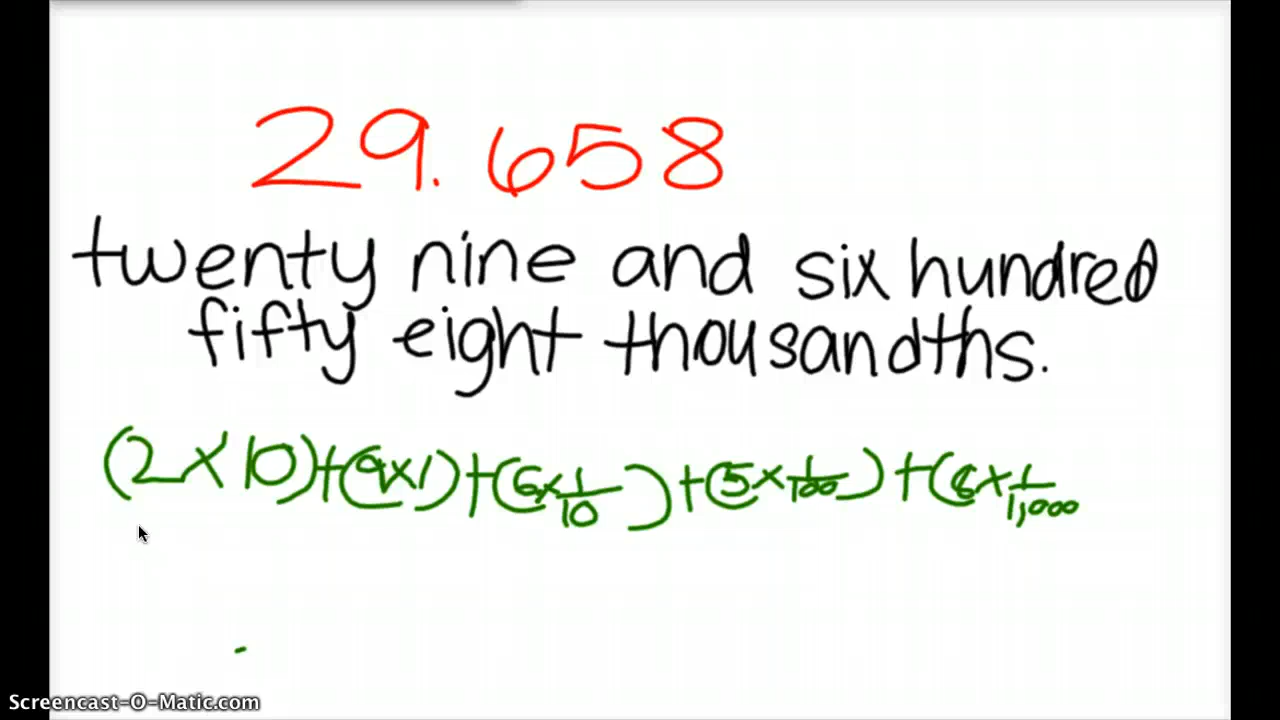 29.658
twenty nine and six hundred
fifty eight thousandths.
(2 × 10) + (9 × 1) + (6 × 1/10) + (5 × 1/100) + (8 × 1/1,000
Screencast-O-Matic.com